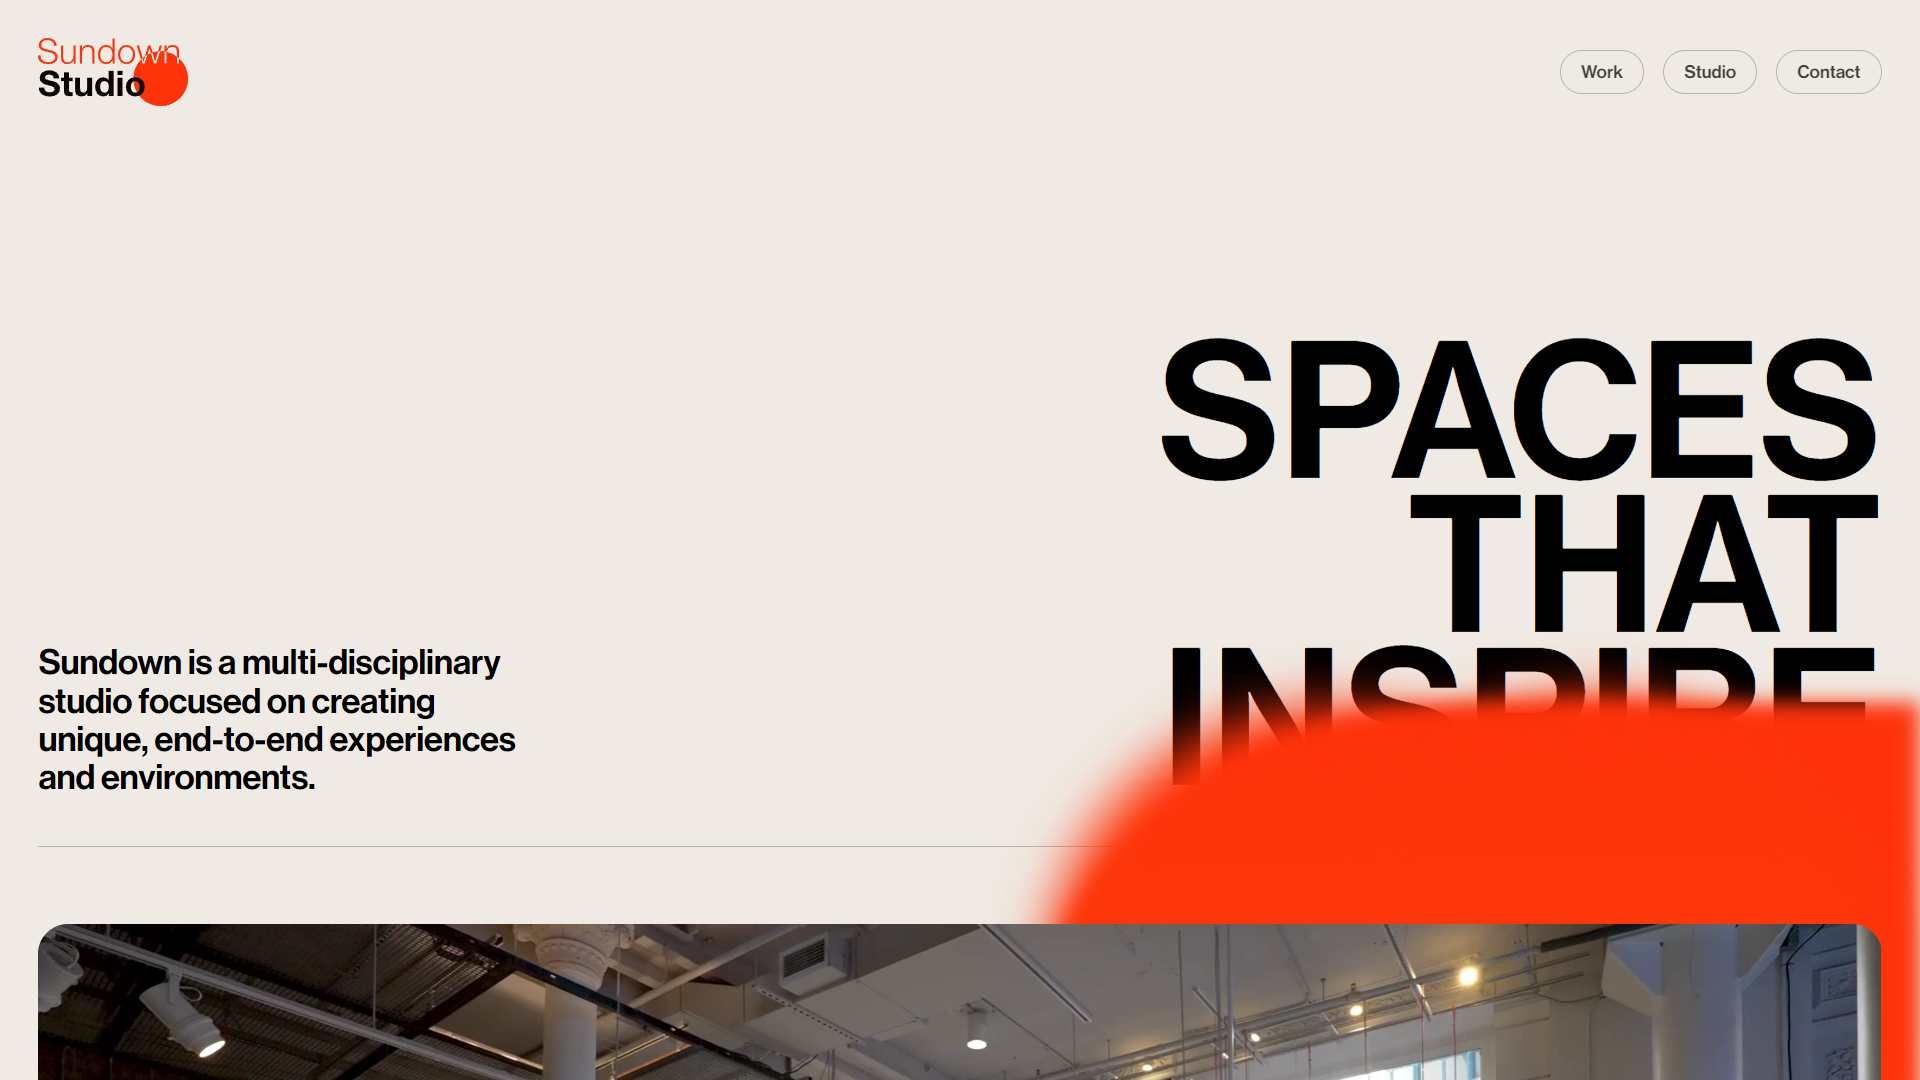 Sundown
Studio
Work
Studio
Contact
SPACES
THAT
INSPIRE
Sundown is a multi-disciplinary
studio focused on creating
unique, end-to-end experiences
and environments.